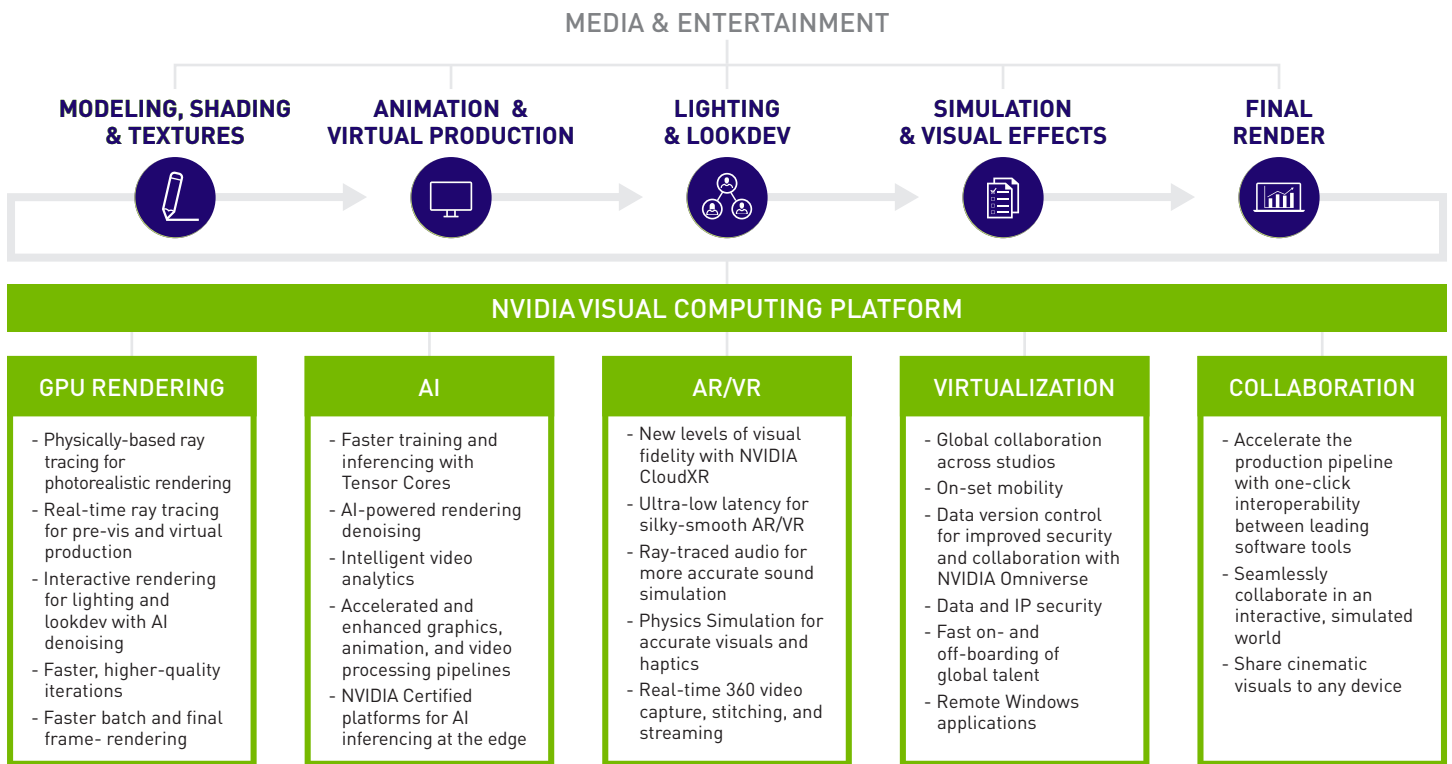 MEDIA & ENTERTAINMENT
MODELING, SHADING
& TEXTURES
ANIMATION &
VIRTUAL PRODUCTION
LIGHTING
& LOOKDEV
SIMULATION
& VISUAL EFFECTS
FINAL
RENDER
NVIDIA VISUAL COMPUTING PLATFORM
GPU RENDERING
- Physically-based ray
tracing for
photorealistic rendering
- Real-time ray tracing
for pre-vis and virtual
production
- Interactive rendering
for lighting and
lookdev with AI
denoising
- Faster, higher-quality
iterations
- Faster batch and final
frame- rendering
AI
- Faster training and
inferencing with
Tensor Cores
- AI-powered rendering
denoising
- Intelligent video
analytics
- Accelerated and
enhanced graphics,
animation, and video
processing pipelines
- NVIDIA Certified
platforms for AI
inferencing at the edge
AR/VR
- New levels of visual
fidelity with NVIDIA
CloudXR
- Ultra-low latency for
silky-smooth AR/VR
- Ray-traced audio for
more accurate sound
simulation
- Physics Simulation for
accurate visuals and
haptics
- Real-time 360 video
capture, stitching, and
streaming
VIRTUALIZATION
- Global collaboration
across studios
- On-set mobility
- Data version control
for improved security
and collaboration with
NVIDIA Omniverse
- Data and IP security
- Fast on- and
off-boarding of
global talent
- Remote Windows
applications
COLLABORATION
- Accelerate the
production pipeline
with one-click
interoperability
between leading
software tools
- Seamlessly
collaborate in an
interactive, simulated
world
- Share cinematic
visuals to any device